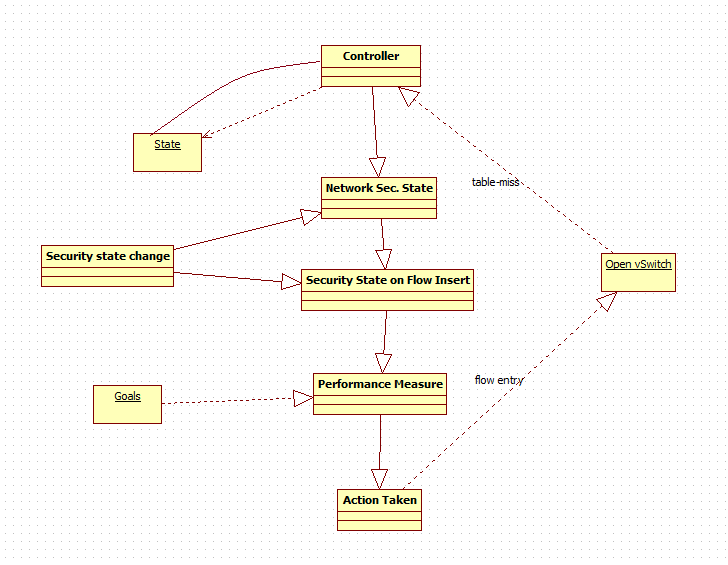 Controller
State
table-miss
Network Sec. State
Security state change
Open vSwitch
Security State on Flow Insert
flow entry
Performance Measure
Goals
Action Taken